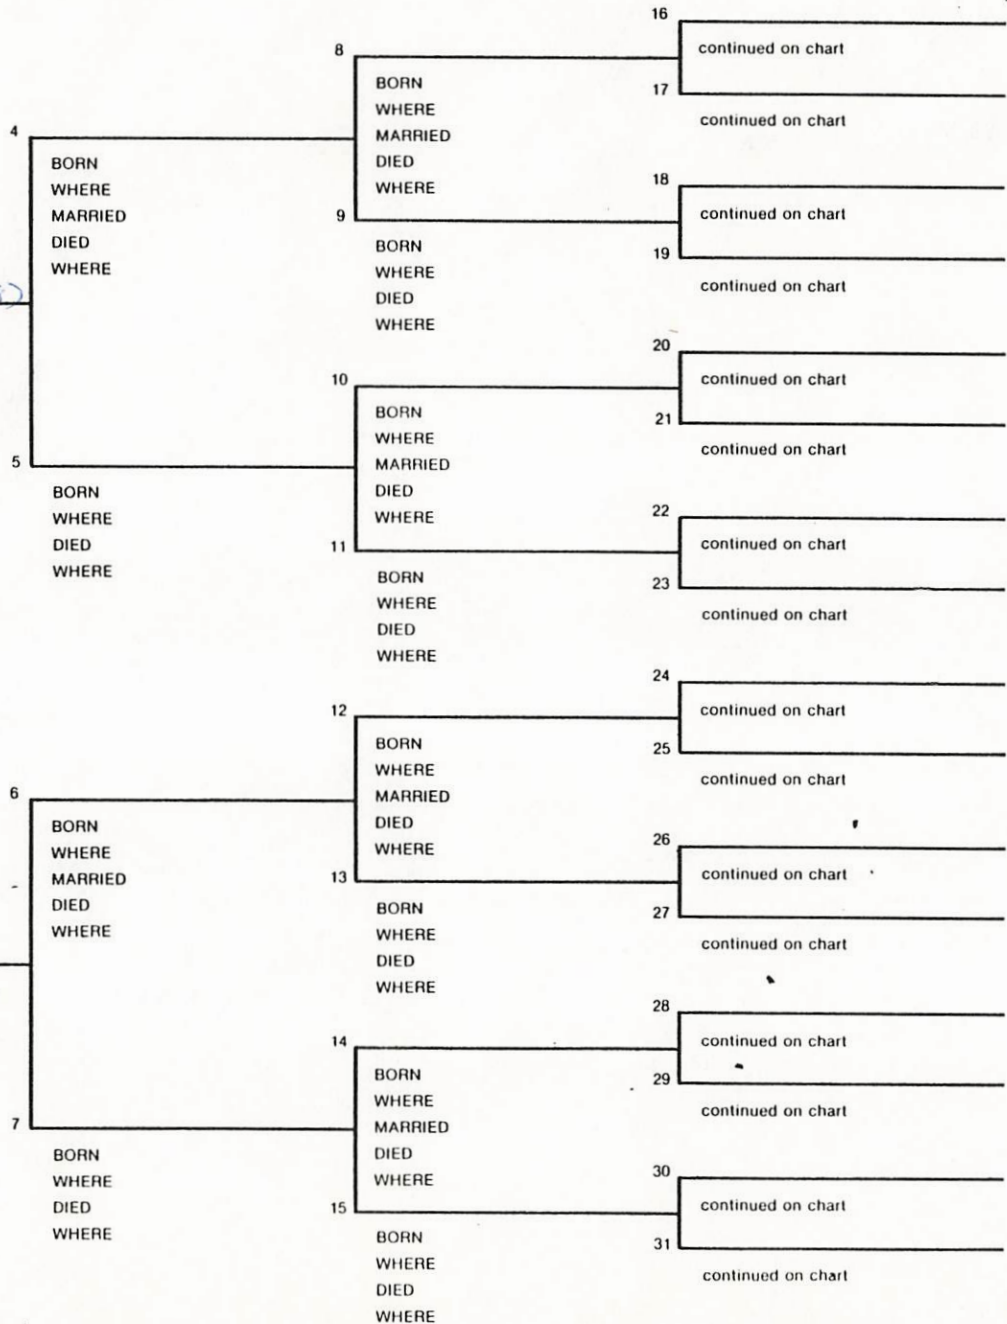 16
continued on chart
8
BORN
17
WHERE
continued on chart
4
MARRIED
BORN
DIED
WHERE
WHERE
18
MARRIED
continued on chart
9
DIED
BORN
19
WHERE
WHERE
continued on chart
DIED
WHERE
20
continued on chart
10
BORN
21
WHERE
continued on chart
5
MARRIED
BORN
DIED
WHERE
WHERE
22
DIED
continued on chart
11
WHERE
BORN
23
WHERE
continued on chart
DIED
WHERE
24
continued on chart
12
BORN
25
WHERE
continued on chart
6
MARRIED
BORN
DIED
WHERE
WHERE
26
MARRIED
continued on chart
13
DIED
BORN
27
WHERE
WHERE
continued on chart
DIED
WHERE
28
continued on chart
14
BORN
29
WHERE
continued on chart
7
MARRIED
BORN
DIED
WHERE
WHERE
30
DIED
continued on chart
15
WHERE
BORN
31
WHERE
continued on chart
DIED
WHERE